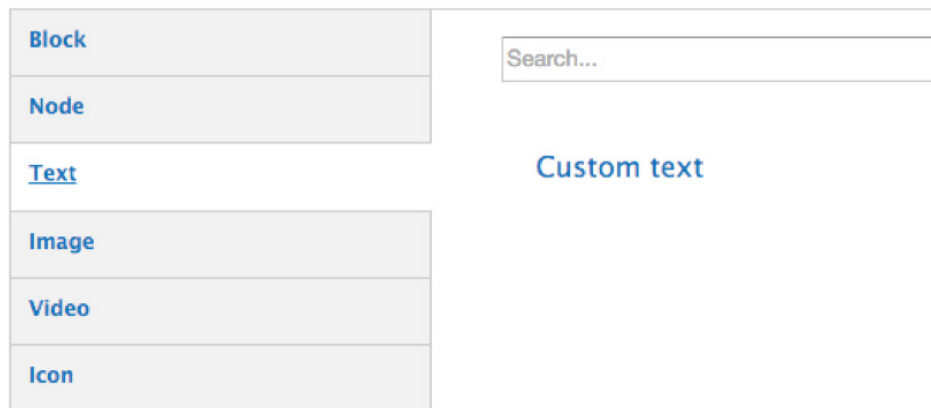 Block
Node
Text
Image
Video
Icon
Search...
Custom text